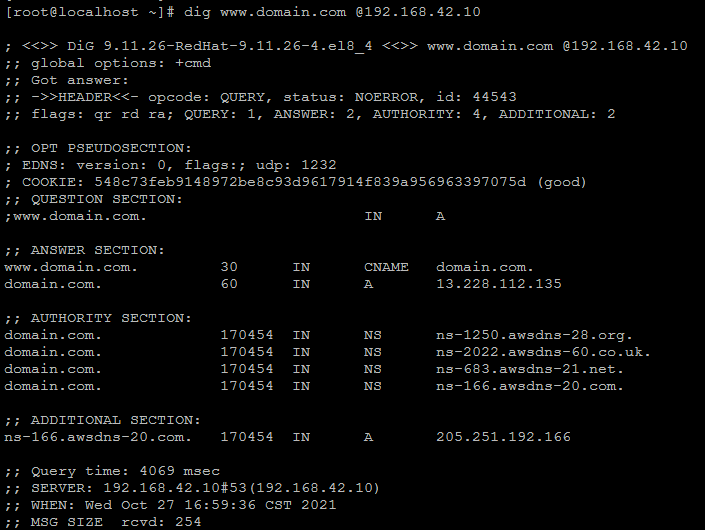 [root@localhost ~]# dig www.domain.com @192.168.42.10
; <<>> DiG 9.11.26-RedHat-9.11.26-4.el8_4 <<>> www.domain.com @192.168.42.10
;; global options: +cmd
;; Got answer:
;; ->>HEADER<<- opcode: QUERY, status: NOERROR, id: 44543
;; flags: qr rd ra; QUERY: 1, ANSWER: 2, AUTHORITY: 4, ADDITIONAL: 2
;; OPT PSEUDOSECTION:
; EDNS: version: 0, flags:; udp: 1232
; COOKIE: 548c73feb9148972be8c93d9617914f839a956963397075d (good)
;; QUESTION SECTION:
;www.domain.com. IN A
;; ANSWER SECTION:
www.domain.com. 30 IN CNAME domain.com.
domain.com. 60 IN A 13.228.112.135
;; AUTHORITY SECTION:
domain.com. 170454 IN NS ns-1250.awsdns-28.org.
domain.com. 170454 IN NS ns-2022.awsdns-60.co.uk.
domain.com. 170454 IN NS ns-683.awsdns-21.net.
domain.com. 170454 IN NS ns-166.awsdns-20.com.
;; ADDITIONAL SECTION:
ns-166.awsdns-20.com. 170454 IN A 205.251.192.166
;; Query time: 4069 msec
;; SERVER: 192.168.42.10#53(192.168.42.10)
;; WHEN: Wed Oct 27 16:59:36 CST 2021
;; MSG SIZE rcvd: 254